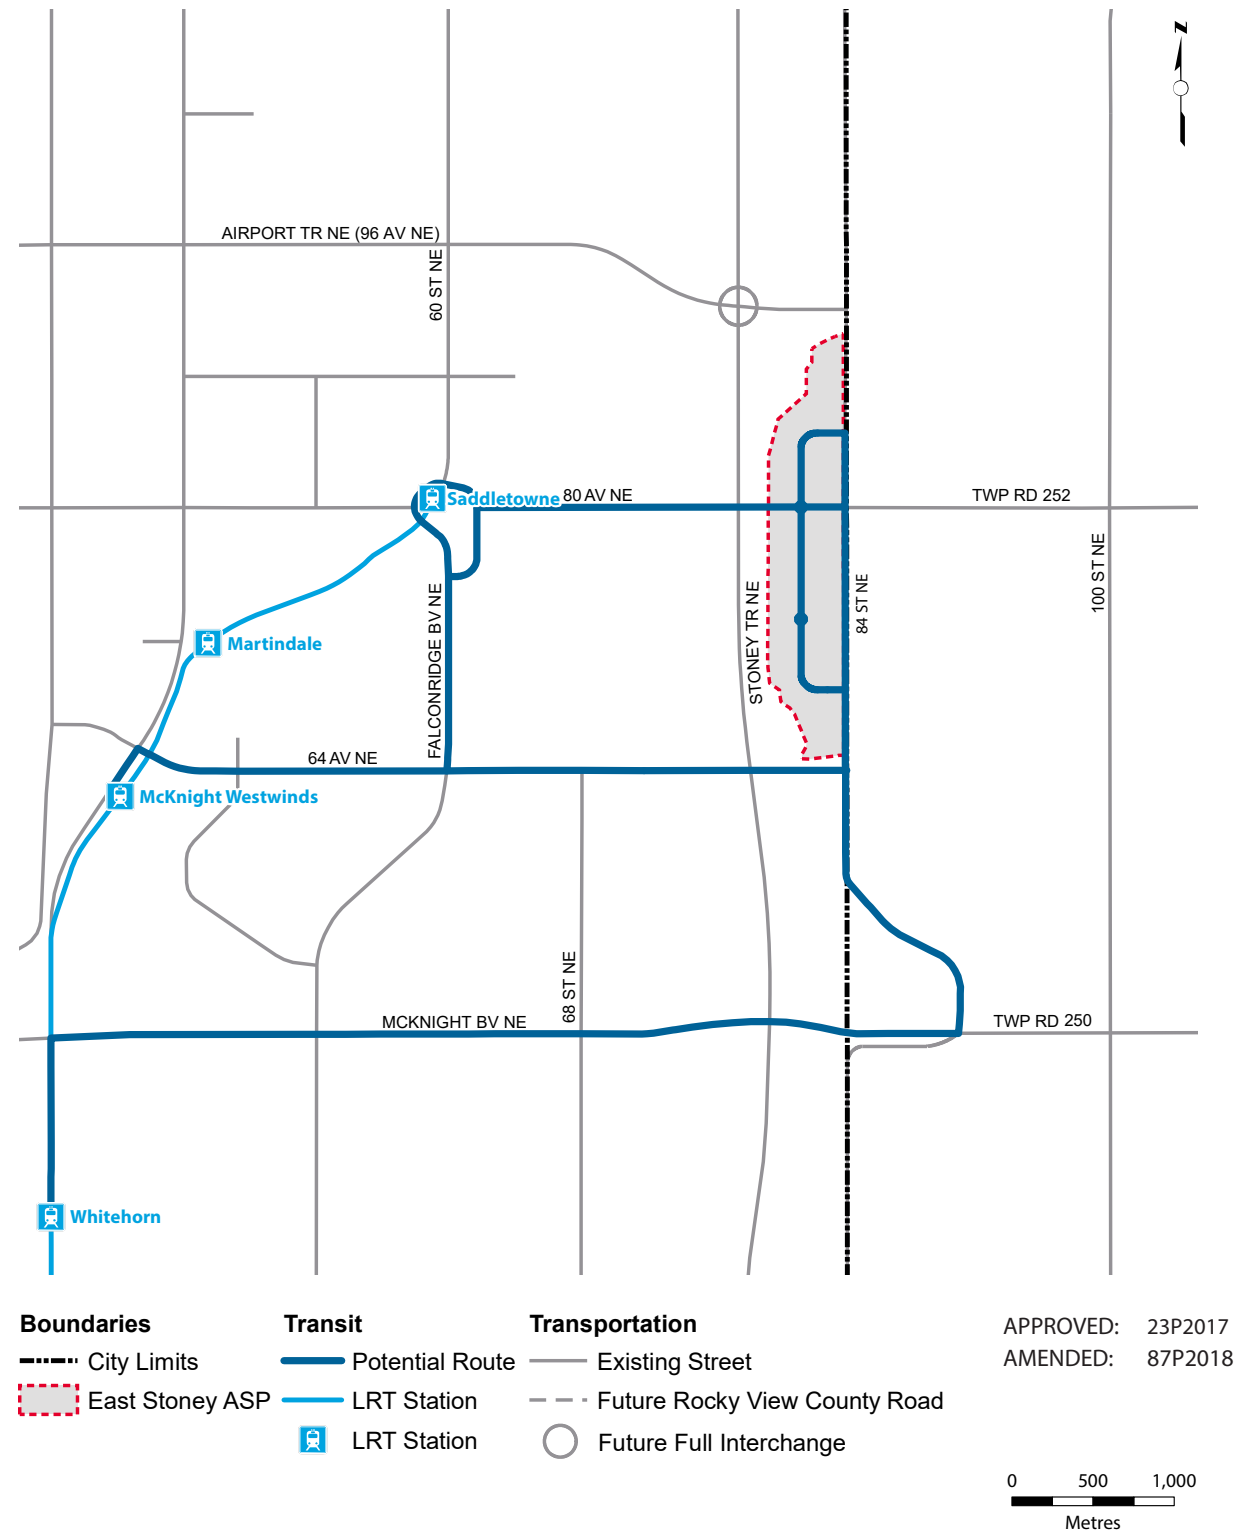 N
AIRPORT TR NE (96 AV NE)
60 ST NE
Saddletowne
80 AV NE
TWP RD 252
100 ST NE
84 ST NE
STONEY TR NE
FALCONRIDGE BV NE
Martindale
64 AV NE
McKnight Westwinds
68 ST NE
MCKNIGHT BV NE
TWP RD 250
Whitehorn
Boundaries
City Limits
East Stoney ASP
Transit
Potential Route
LRT Station
LRT Station
Transportation
Existing Street
Future Rocky View County Road
Future Full Interchange
APPROVED: 23P2017
AMENDED: 87P2018
0 500 1,000
Metres